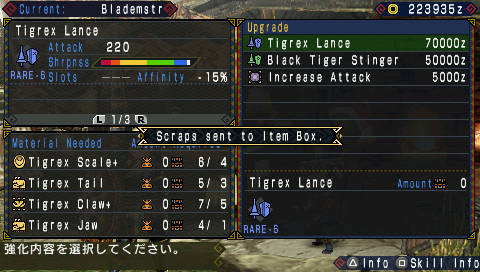 Current: Blademstr
223935z
Tigrex Lance
Attack 220
Shrpnss
RARE-6 Slots --- Affinity -15%
L 1/3 R
Upgrade
Tigrex Lance 70000z
Black Tiger Stinger 50000z
Increase Attack 5000z
Scraps sent to Item Box.
Material Needed
Tigrex Scale+ 0 6/ 4
Tigrex Tail 0 5/ 3
Tigrex Claw+ 0 7/ 5
Tigrex Jaw 0 4/ 1
Tigrex Lance Amount 0
RARE-6
強化内容を選択してください。
△Info □Skill Info